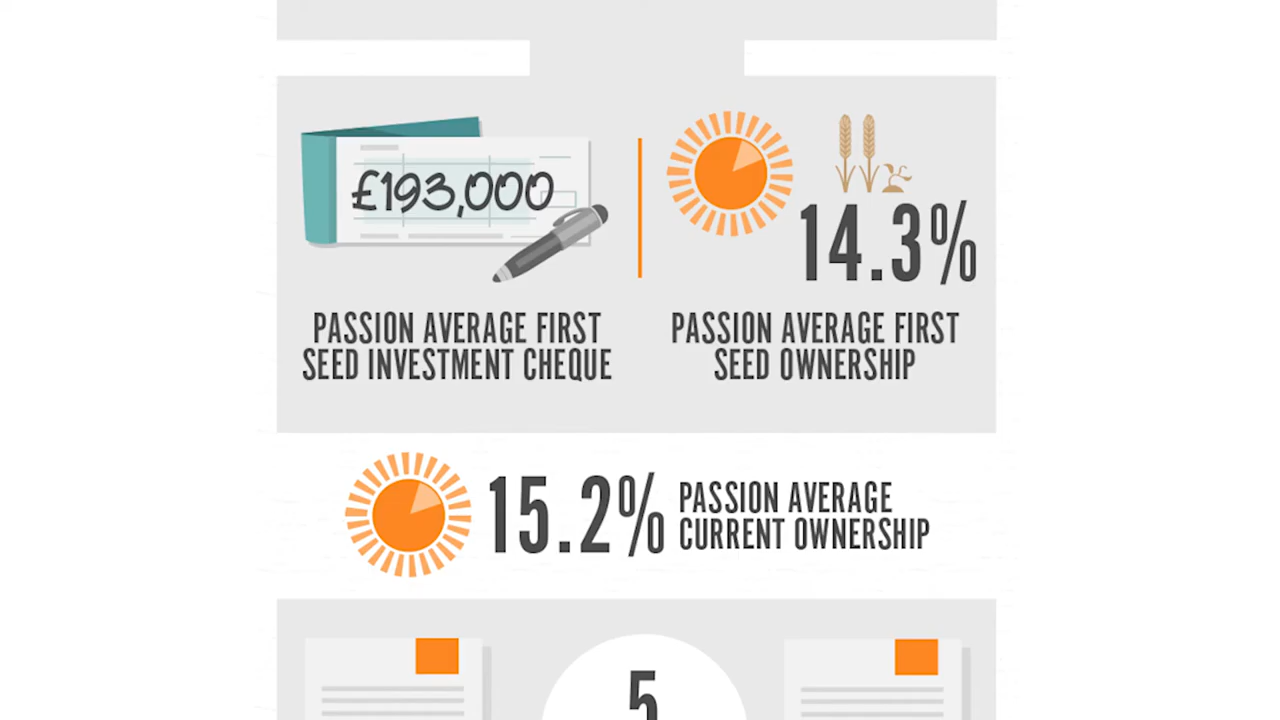 £193,000
14.3%
PASSION AVERAGE FIRST
SEED INVESTMENT CHEQUE
PASSION AVERAGE FIRST
SEED OWNERSHIP
15.2%
PASSION AVERAGE
CURRENT OWNERSHIP
5